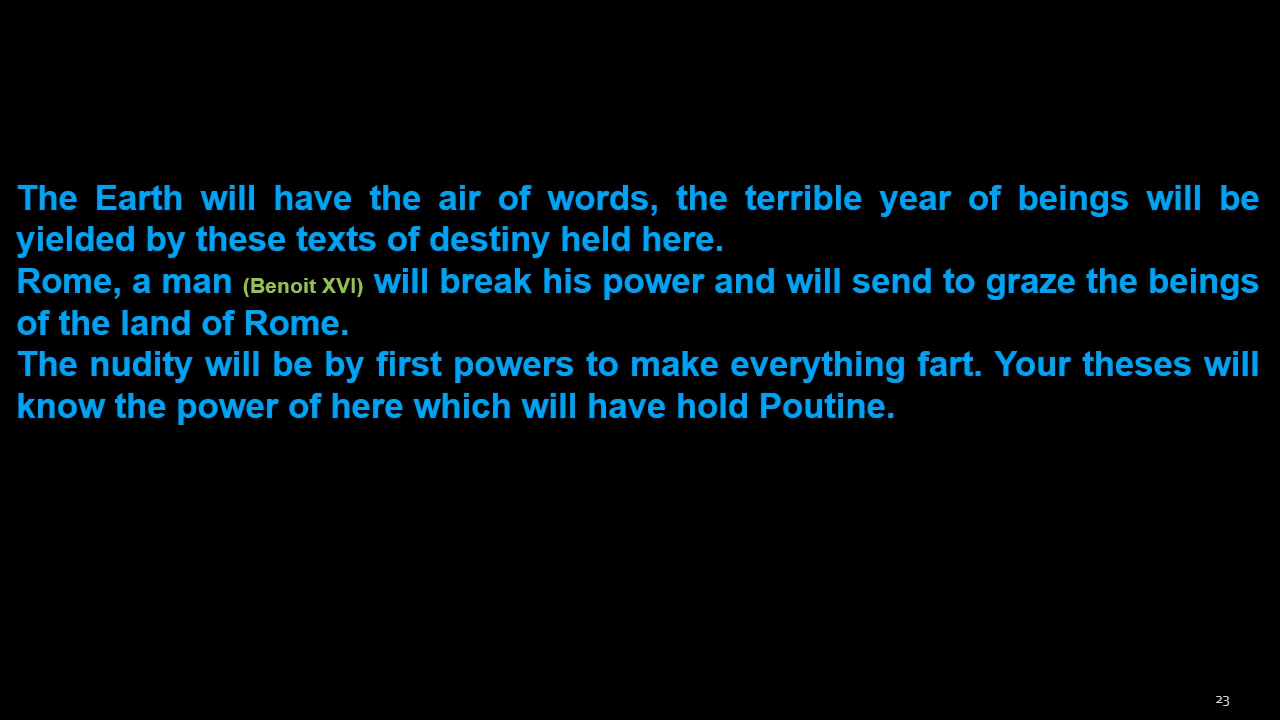 The Earth will have the air of words, the terrible year of beings will be
yielded by these texts of destiny held here.
Rome, a man (Benoit XVI) will break his power and will send to graze the beings
of the land of Rome.
The nudity will be by first powers to make everything fart. Your theses will
know the power of here which will have hold Poutine.
23